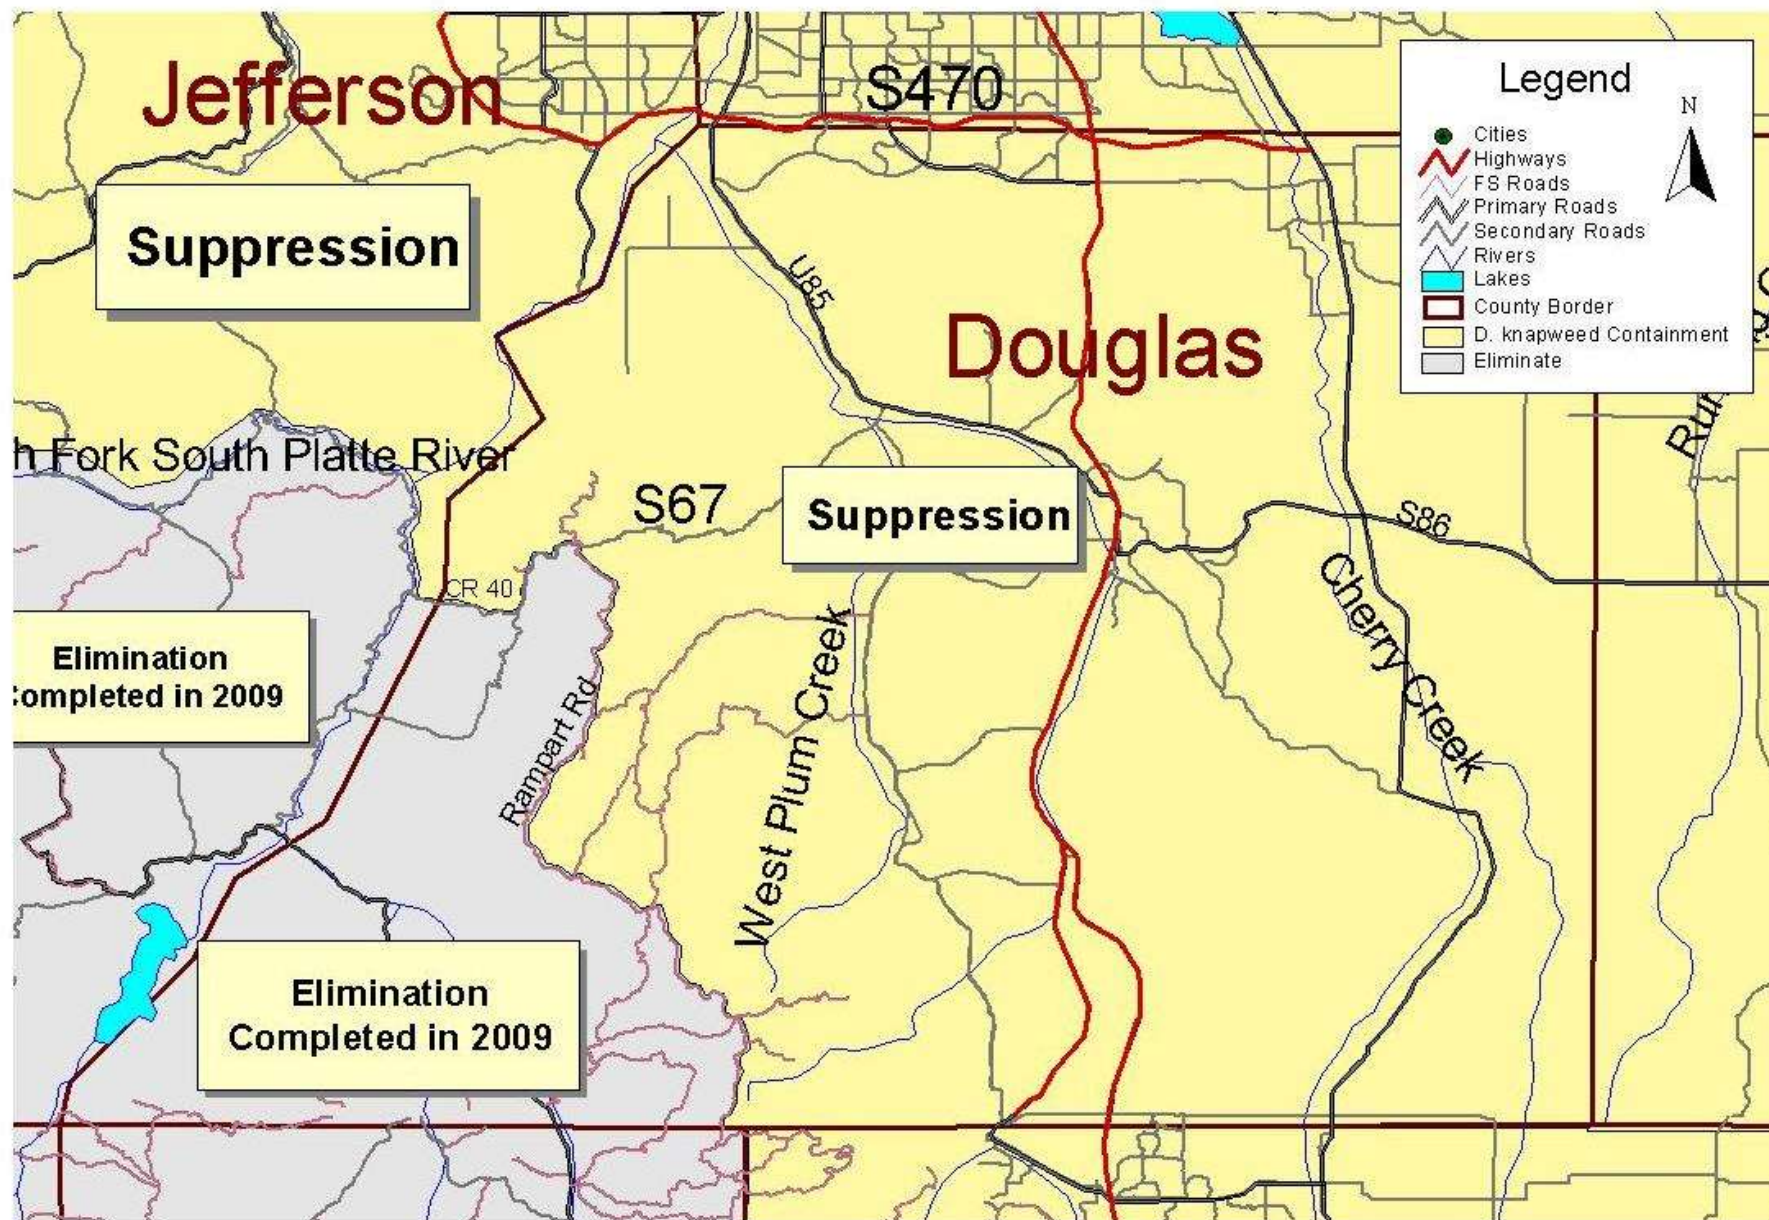 Jefferson
S470
Legend
N
Cities
Highways
FS Roads
Primary Roads
Secondary Roads
Rivers
Lakes
County Border
D. knapweed Containment
Eliminate
Suppression
U85
Douglas
h Fork South Platte River
S67
Suppression
S86
CR 40
Cherry Creek
Elimination
Completed in 2009
Rampart Rd
West Plum Creek
Elimination
Completed in 2009